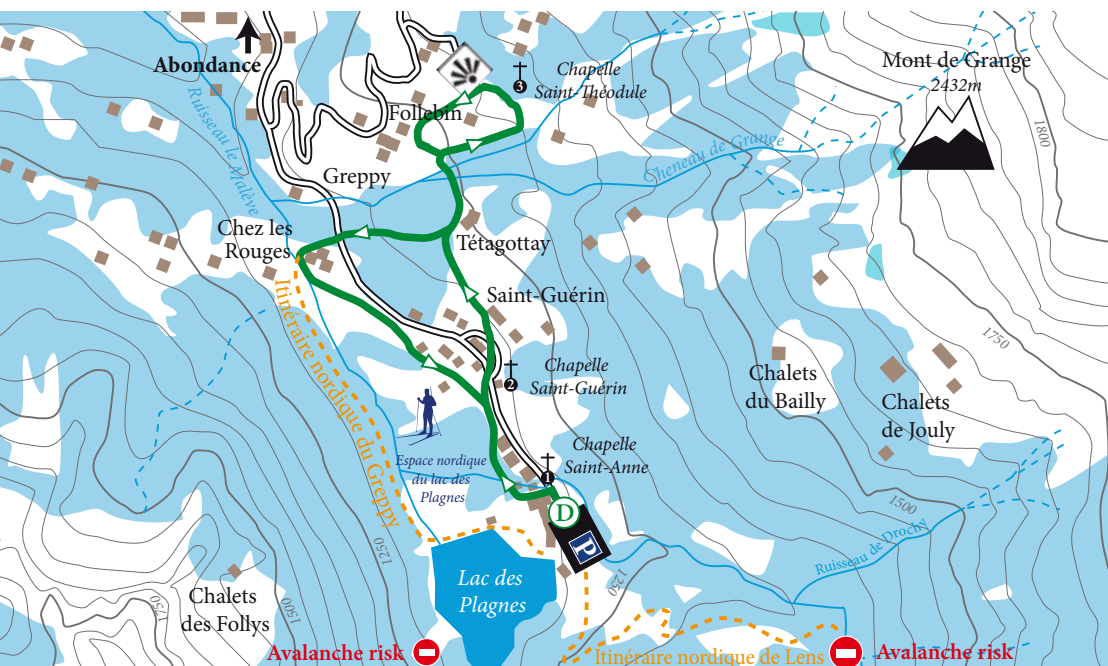 Abondance
Ruisseau le Malève
Follebin
3
Chapelle
Saint-Théodule
Mont de Grange
2432m
1800
Cheneau de Grange
Greppy
Chez les
Rouges
Tétagottay
Saint-Guérin
Itinéraire nordique du Greppy
1750
2
Chapelle
Saint-Guérin
Chalets
du Bailly
Chalets
de Jouly
Espace nordique
du lac des
Plagnes
1
Chapelle
Saint-Anne
D
P
1500
Ruisseau de Drochy
1250
1250
Lac des
Plagnes
Chalets
des Follys
1750
1500
Avalanche risk
Itinéraire nordique de Lens
Avalanche risk